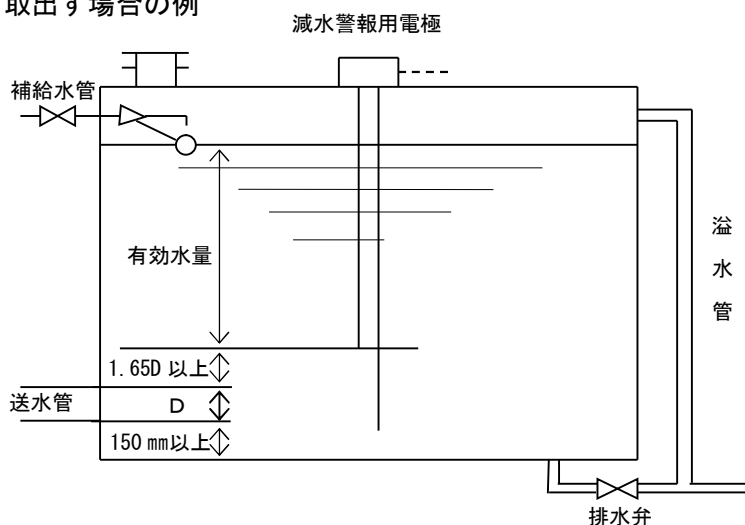 取出す場合の例
減水警報用電極
補給水管
有効水量
溢水管
1.65D 以上
送水管
D
150 mm以上
排水弁